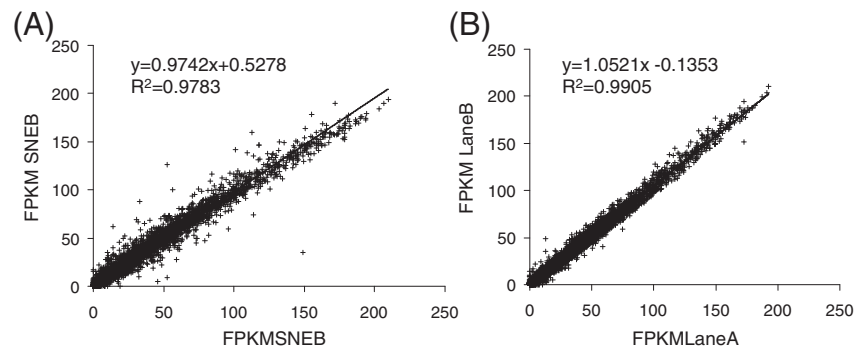 (A)
y=0.9742x+0.5278
R²=0.9783
FPKM SNEB
250
200
150
100
50
0
0 50 100 150 200 250
FPKMSNEB
(B)
y=1.0521x -0.1353
R²=0.9905
FPKM LaneB
250
200
150
100
50
0
0 50 100 150 200 250
FPKMLaneA